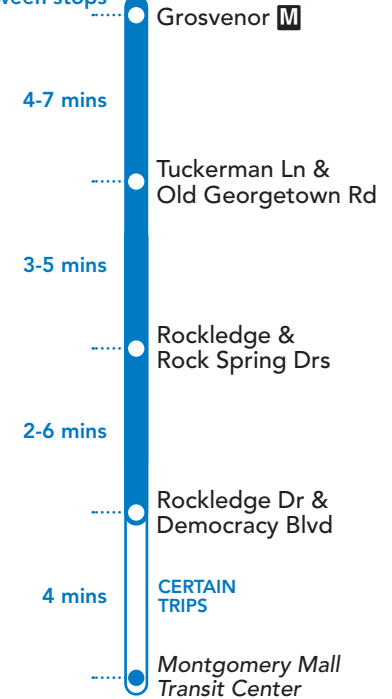 Grosvenor M
4-7 mins
Tuckerman Ln &
Old Georgetown Rd
3-5 mins
Rockledge &
Rock Spring Drs
2-6 mins
Rockledge Dr &
Democracy Blvd
4 mins
CERTAIN
TRIPS
Montgomery Mall
Transit Center